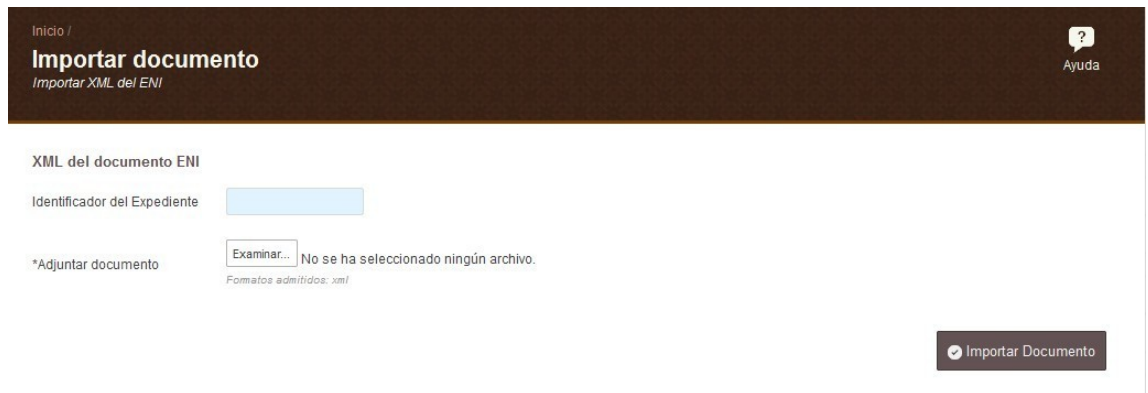 Inicio /
Importar documento
Importar XML del ENI
?
Ayuda
XML del documento ENI
Identificador del Expediente
*Adjuntar documento
Examinar... No se ha seleccionado ningún archivo.
Formatos admitidos: xml
Importar Documento